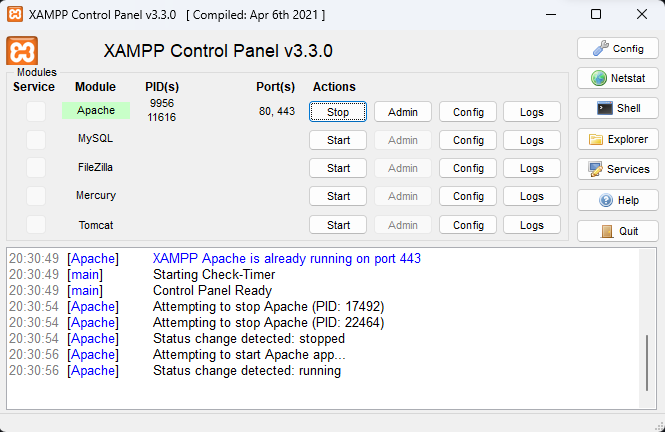 XAMPP Control Panel v3.3.0 [ Compiled: Apr 6th 2021 ]
XAMPP Control Panel v3.3.0
Config
Modules
Service Module PID(s) Port(s) Actions
Netstat
Apache 9956 11616 80, 443 Stop Admin Config Logs
Shell
MySQL Start Admin Config Logs
Explorer
FileZilla Start Admin Config Logs
Services
Mercury Start Admin Config Logs
Help
Tomcat Start Admin Config Logs
Quit
20:30:49 [Apache] XAMPP Apache is already running on port 443
20:30:49 [main] Starting Check-Timer
20:30:49 [main] Control Panel Ready
20:30:54 [Apache] Attempting to stop Apache (PID: 17492)
20:30:54 [Apache] Attempting to stop Apache (PID: 22464)
20:30:54 [Apache] Status change detected: stopped
20:30:56 [Apache] Attempting to start Apache app...
20:30:56 [Apache] Status change detected: running